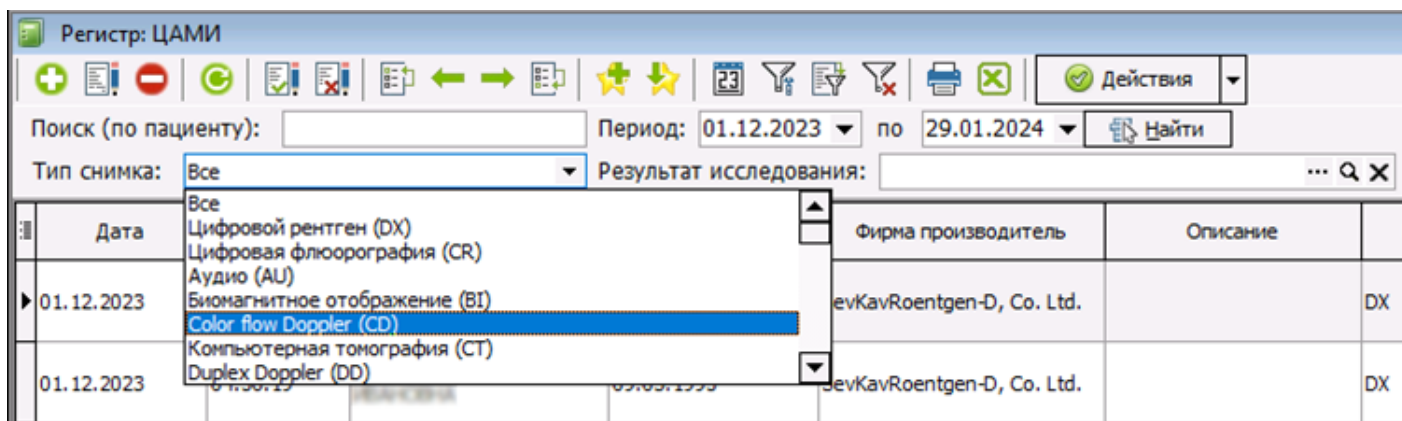 Регистр: ЦАМИ
23
Действия
Поиск (по пациенту):
Период: 01.12.2023 по 29.01.2024 Найти
Тип снимка: Все
Результат исследования: ...
Все
Цифровой рентген (DX)
Цифровая флюорография (CR)
Аудио (AU)
Биомагнитное отображение (BI)
Color flow Doppler (CD)
Компьютерная томография (CT)
Duplex Doppler (DD)
Дата Фирма производитель Описание
01.12.2023 evKavRoentgen-D, Co. Ltd. DX
01.12.2023 evKavRoentgen-D, Co. Ltd. DX